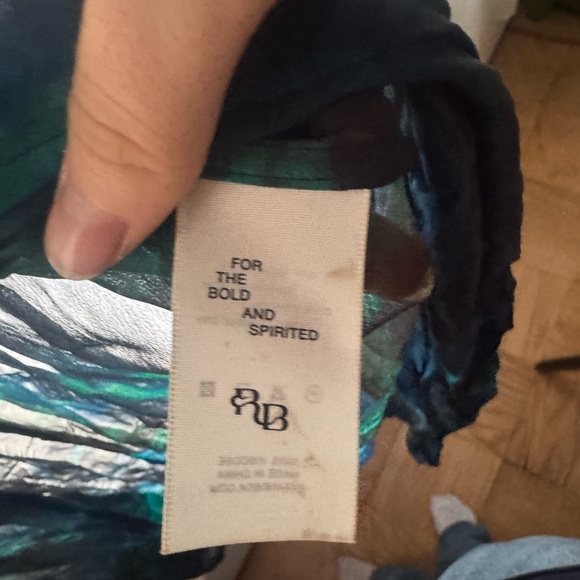 FOR
THE
BOLD
AND
SPIRITED
RB